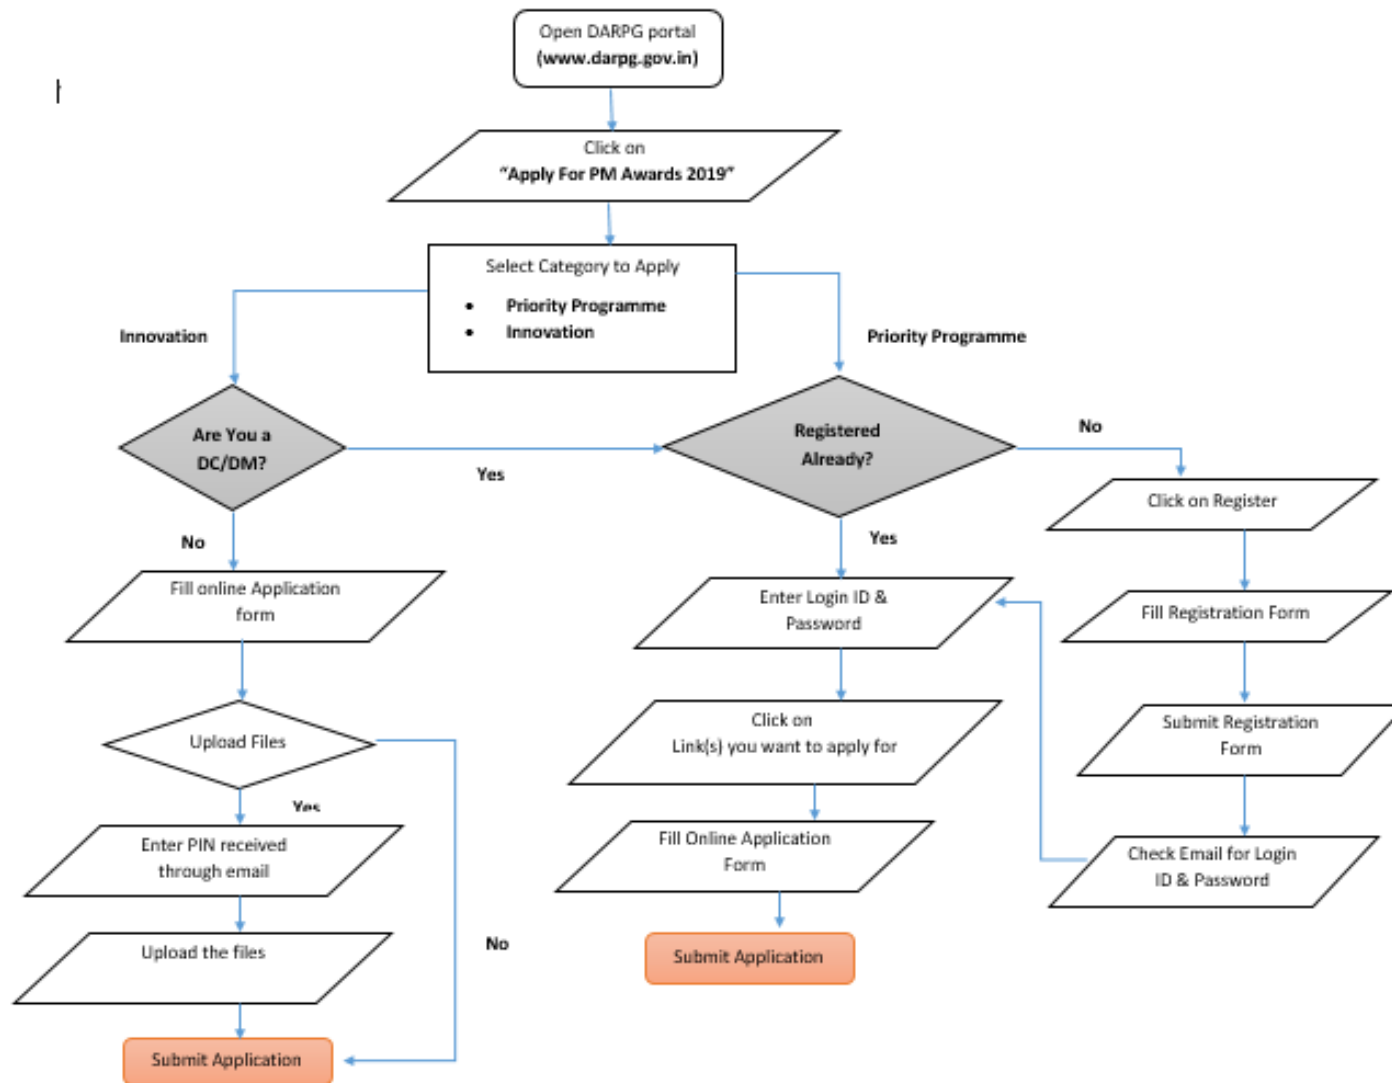 Open DARPG portal
(www.darpg.gov.in)
Click on
“Apply For PM Awards 2019”
Select Category to Apply
• Priority Programme
• Innovation
Innovation
Priority Programme
Are You a
DC/DM?
Yes
Registered
Already?
No
Click on Register
No
Yes
Fill online Application
form
Enter Login ID &
Password
Fill Registration Form
Upload Files
Click on
Link(s) you want to apply for
Submit Registration
Form
Yes
Enter PIN received
through email
Fill Online Application
Form
Check Email for Login
ID & Password
Upload the files
No
Submit Application
Submit Application